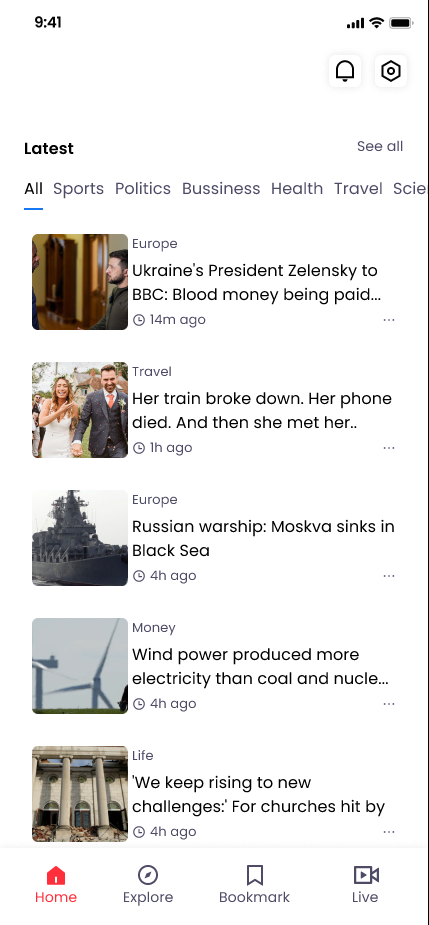 9:41
Latest
See all
All Sports Politics Bussiness Health Travel Scie
Europe
Ukraine's President Zelensky to
BBC: Blood money being paid...
14m ago
Travel
Her train broke down. Her phone
died. And then she met her..
1h ago
Europe
Russian warship: Moskva sinks in
Black Sea
4h ago
Money
Wind power produced more
electricity than coal and nucle...
4h ago
Life
'We keep rising to new
challenges:' For churches hit by
4h ago
Home Explore Bookmark Live